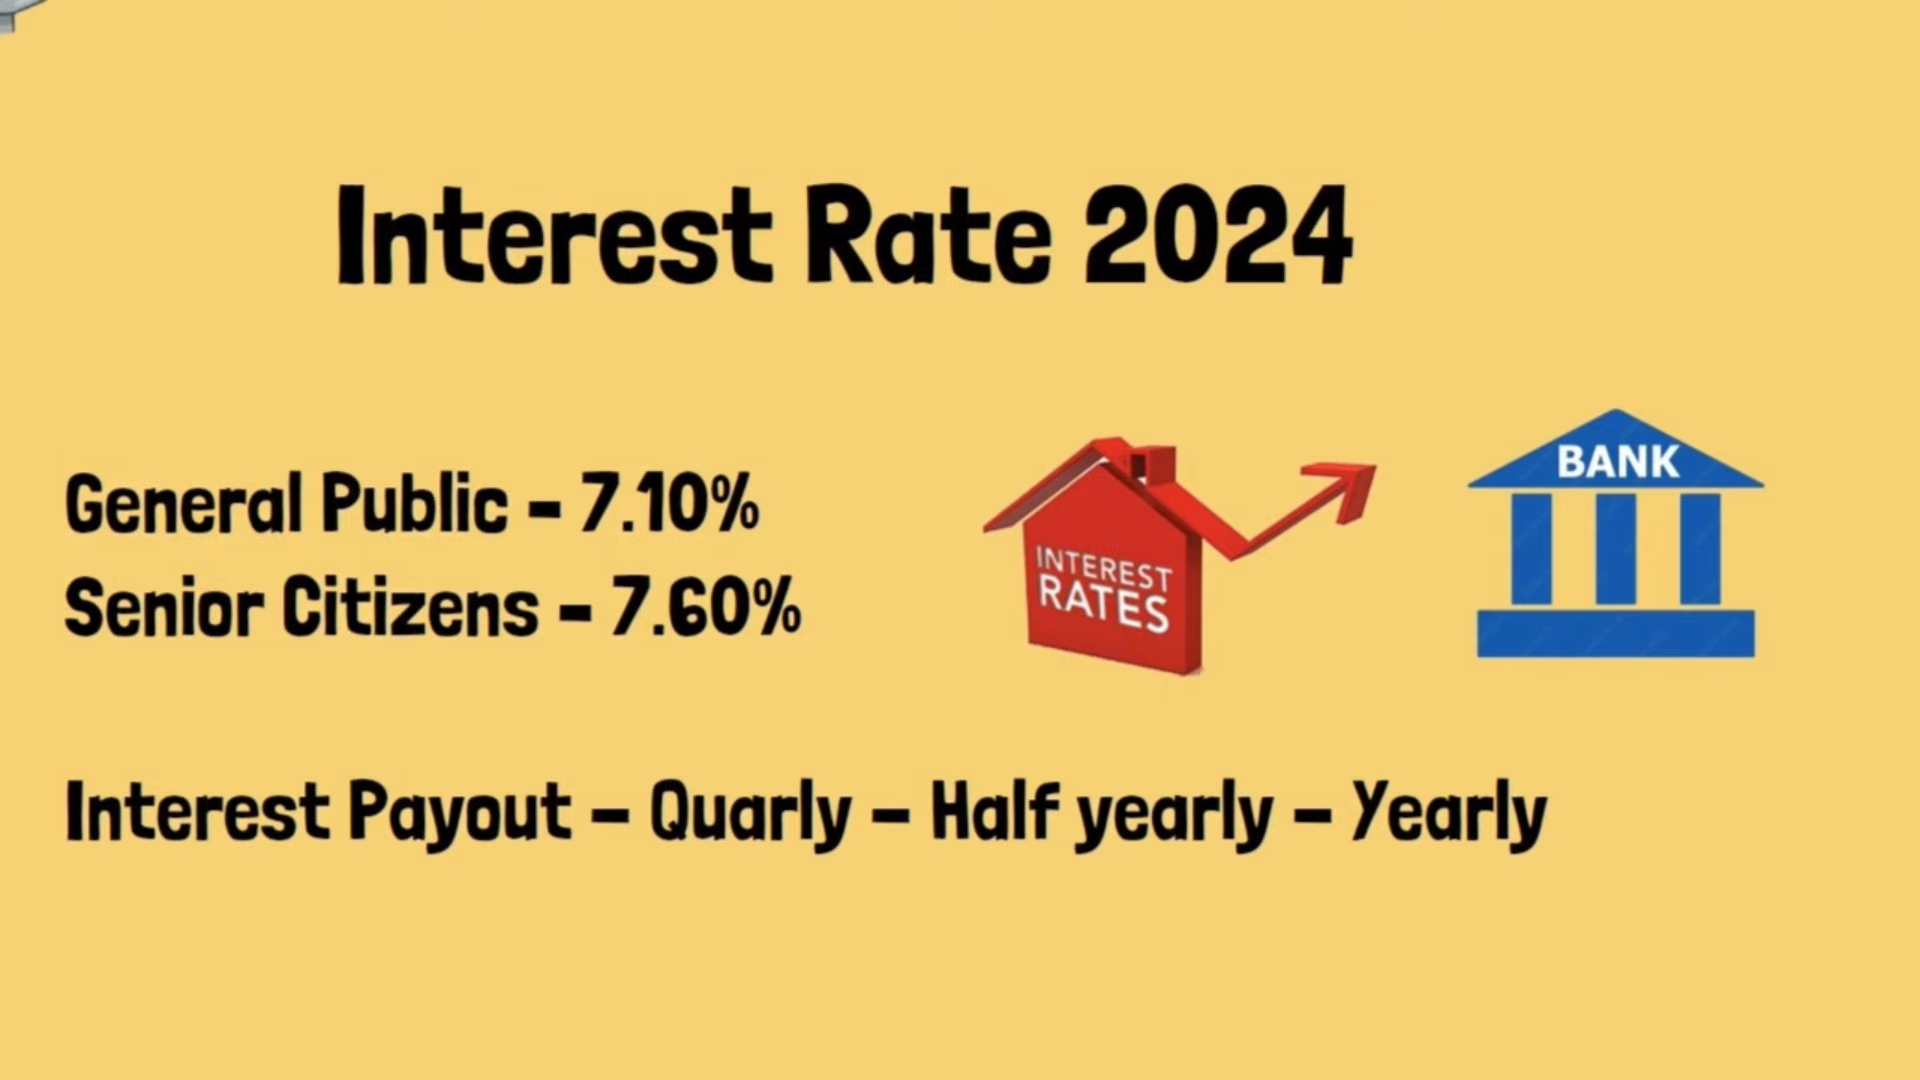 Interest Rate 2024
General Public - 7.10%
Senior Citizens - 7.60%
INTEREST
RATES
BANK
Interest Payout - Quarly - Half yearly - Yearly